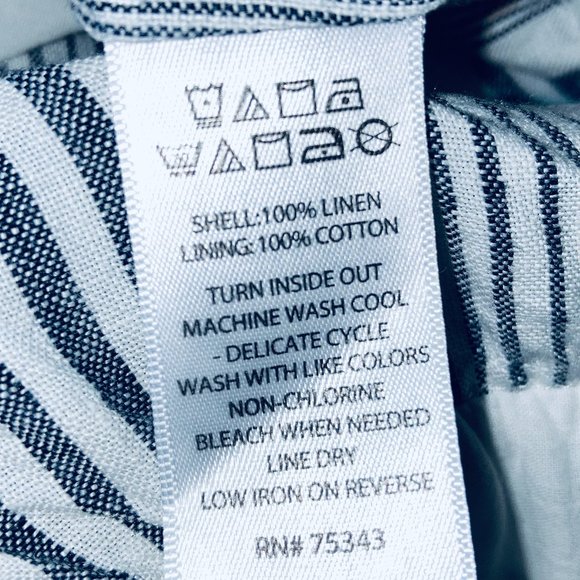 SHELL:100% LINEN
LINING:100% COTTON
TURN INSIDE OUT
MACHINE WASH COOL
- DELICATE CYCLE
WASH WITH LIKE COLORS
NON-CHLORINE
BLEACH WHEN NEEDED
LINE DRY
LOW IRON ON REVERSE
RN# 75343